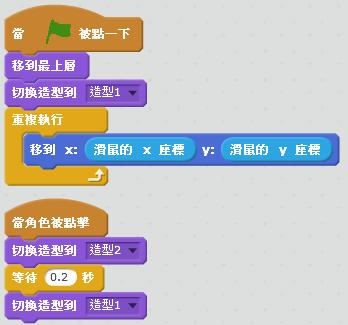 當 被點一下
移到最上層
切換造型到 造型1
重複執行
移到 x: 滑鼠的 x 座標 y: 滑鼠的 y 座標
當角色被點擊
切換造型到 造型2
等待 0.2 秒
切換造型到 造型1